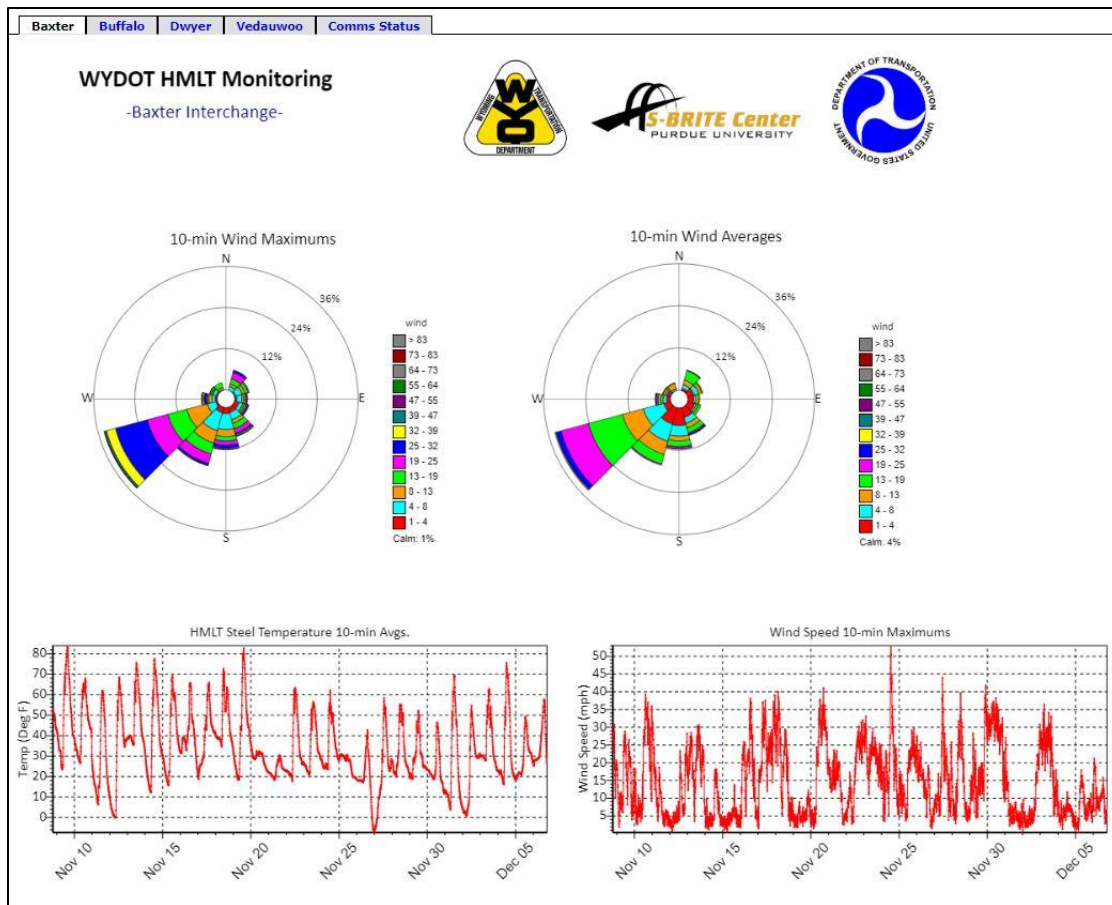 Baxter Buffalo Dwyer Vedauwoo Comms Status
WYDOT HMLT Monitoring
-Baxter Interchange-
WYOMING TRANSPORTATION DEPARTMENT
S-BRITE Center
PURDUE UNIVERSITY
DEPARTMENT OF TRANSPORTATION
UNITED STATES GOVERNMENT
10-min Wind Maximums
N
36%
24%
12%
W
E
S
wind
> 83
73 - 83
64 - 73
55 - 64
47 - 55
39 - 47
32 - 39
25 - 32
19 - 25
13 - 19
8 - 13
4 - 8
1 - 4
Calm: 1%
10-min Wind Averages
N
36%
24%
12%
W
E
S
wind
> 83
73 - 83
64 - 73
55 - 64
47 - 55
39 - 47
32 - 39
25 - 32
19 - 25
13 - 19
8 - 13
4 - 8
1 - 4
Calm: 4%
HMLT Steel Temperature 10-min Avgs.
Temp (Deg F)
80
70
60
50
40
30
20
10
0
Nov 10 Nov 15 Nov 20 Nov 25 Nov 30 Dec 05
Wind Speed 10-min Maximums
Wind Speed (mph)
50
45
40
35
30
25
20
15
10
5
Nov 10 Nov 15 Nov 20 Nov 25 Nov 30 Dec 05